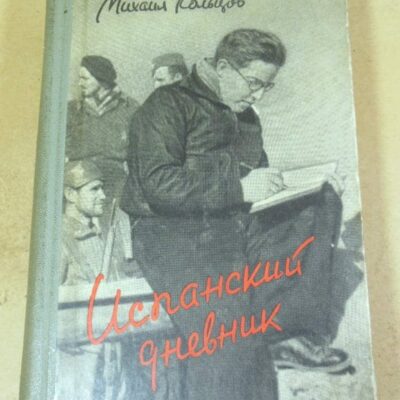 Михаил Кольцов
Испанский
дневник